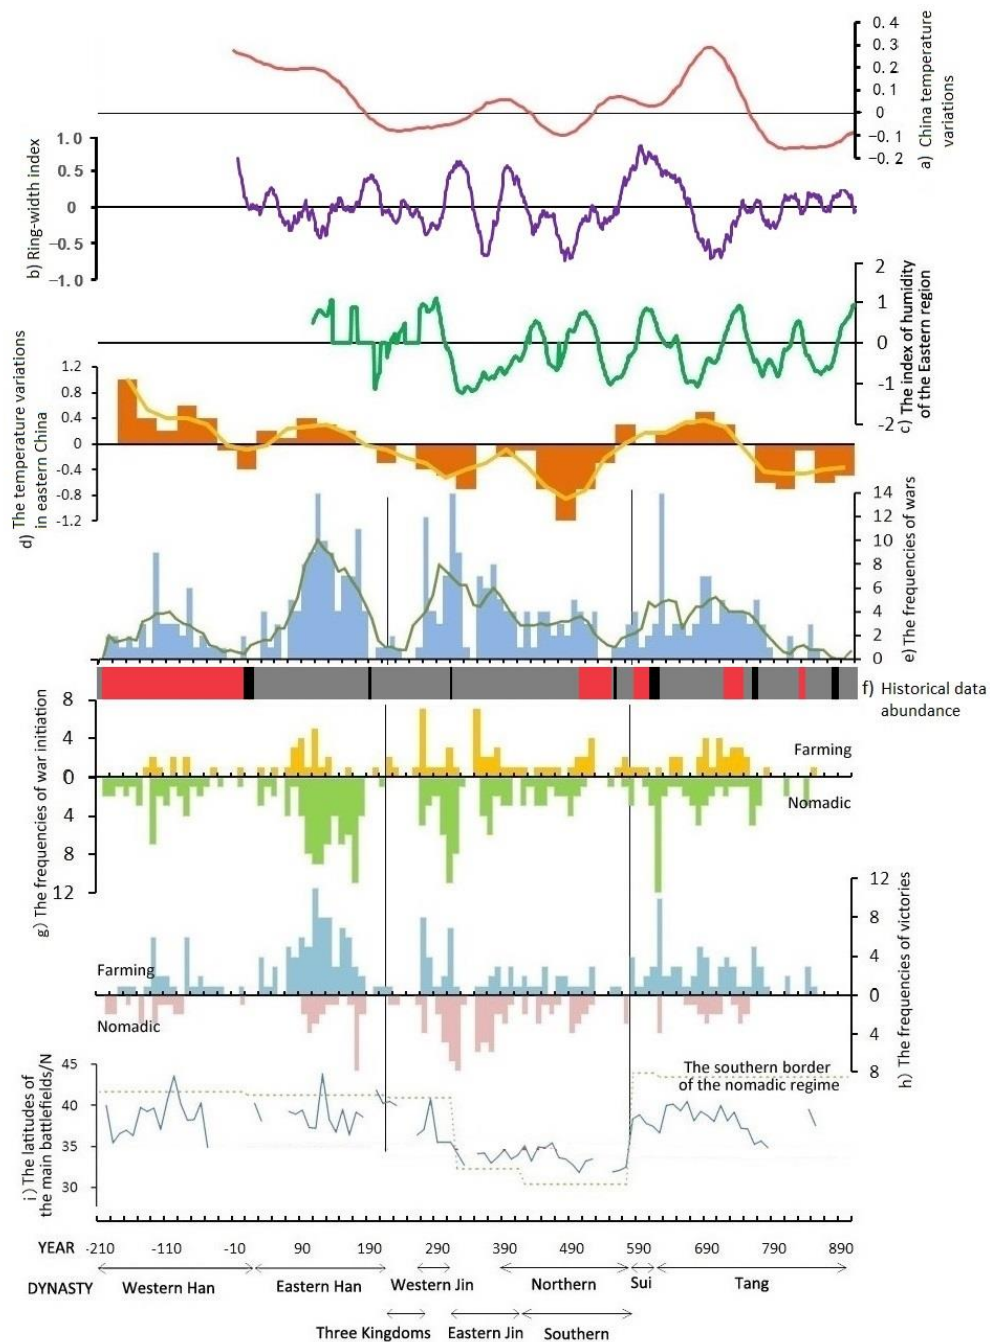 0.4
0.3
0.2
0.1
0
−0.1
−0.2
a) China temperature
variations
1.0
0.5
0
−0.5
−1.0
b) Ring-width index
2
1
0
-1
-2
c) The index of humidity
of the Eastern region
1.2
0.8
0.4
0
-0.4
-0.8
-1.2
d) The temperature variations
in eastern China
14
12
10
8
6
4
2
0
e) The frequencies of wars
f) Historical data
abundance
8
4
0
4
8
12
g) The frequencies of war initiation
Farming
Nomadic
12
8
4
0
4
8
h) The frequencies of victories
Farming
Nomadic
45
40
35
30
i) The latitudes of
the main battlefields/N
The southern border
of the nomadic regime
YEAR -210 -110 -10 90 190 290 390 490 590 690 790 890
DYNASTY Western Han Eastern Han Western Jin Northern Sui Tang
Three Kingdoms Eastern Jin Southern